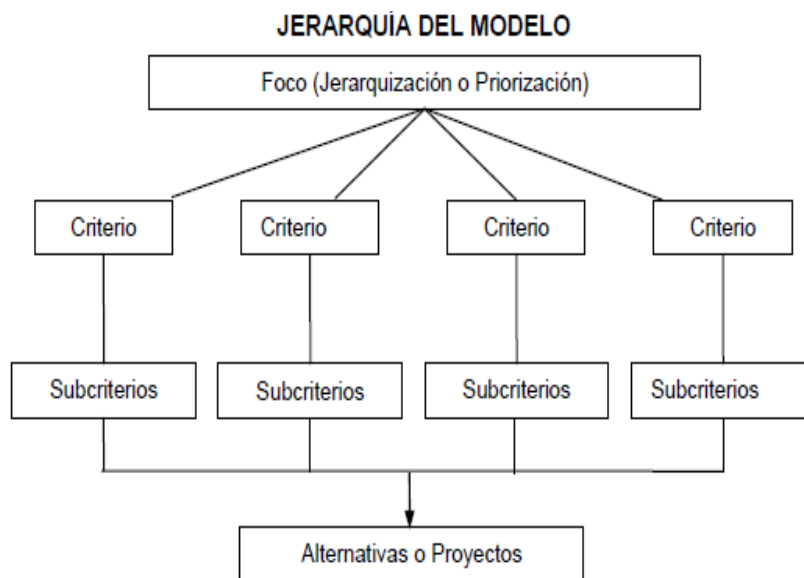 JERARQUÍA DEL MODELO
Foco (Jerarquización o Priorización)
Criterio
Criterio
Criterio
Criterio
Subcriterios
Subcriterios
Subcriterios
Subcriterios
Alternativas o Proyectos